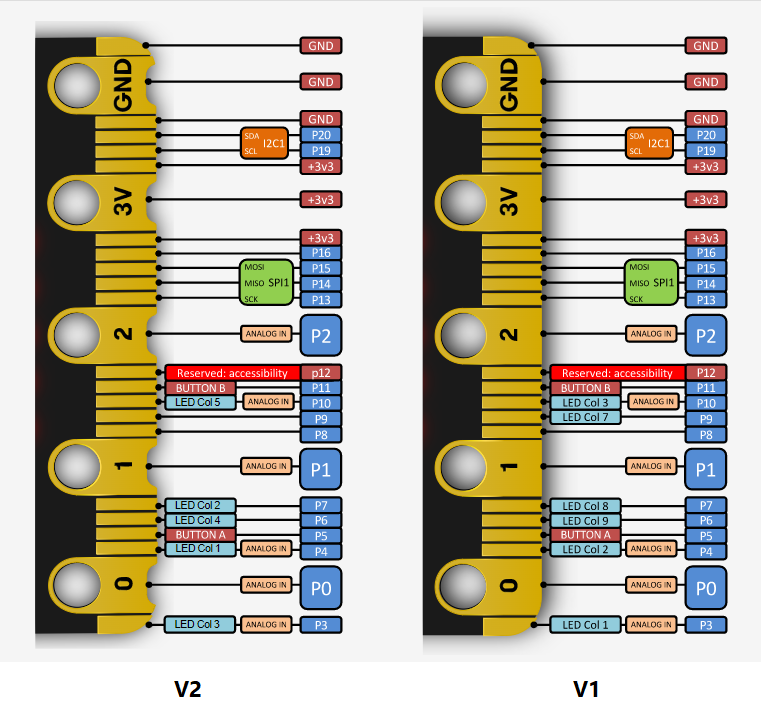 GND
GND
GND
GND
SDA
SCL
I2C1
P20
P19
+3v3
3V
+3v3
+3v3
P16
MOSI
MISO SPI1
SCK
P15
P14
P13
2
ANALOG IN
P2
Reserved: accessibility p12
BUTTON B P11
LED Col 5 ANALOG IN P10
P9
P8
1
ANALOG IN
P1
LED Col 2 P7
LED Col 4 P6
BUTTON A P5
LED Col 1 ANALOG IN P4
0
ANALOG IN
P0
LED Col 3 ANALOG IN P3
V2
GND
GND
GND
GND
SDA
SCL
I2C1
P20
P19
+3v3
3V
+3v3
+3v3
P16
MOSI
MISO SPI1
SCK
P15
P14
P13
2
ANALOG IN
P2
Reserved: accessibility P12
BUTTON B P11
LED Col 3 ANALOG IN P10
LED Col 7 P9
P8
1
ANALOG IN
P1
LED Col 8 P7
LED Col 9 P6
BUTTON A P5
LED Col 2 ANALOG IN P4
0
ANALOG IN
P0
LED Col 1 ANALOG IN P3
V1